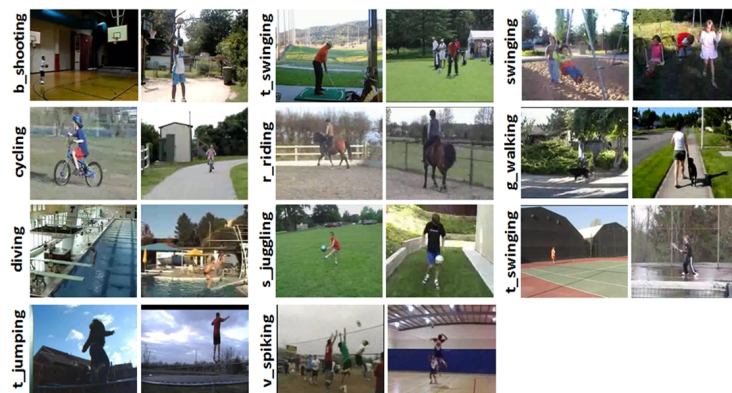 b_shooting
t_swinging
swinging
cycling
r_riding
g_walking
diving
s_juggling
t_swinging
t_jumping
v_spiking